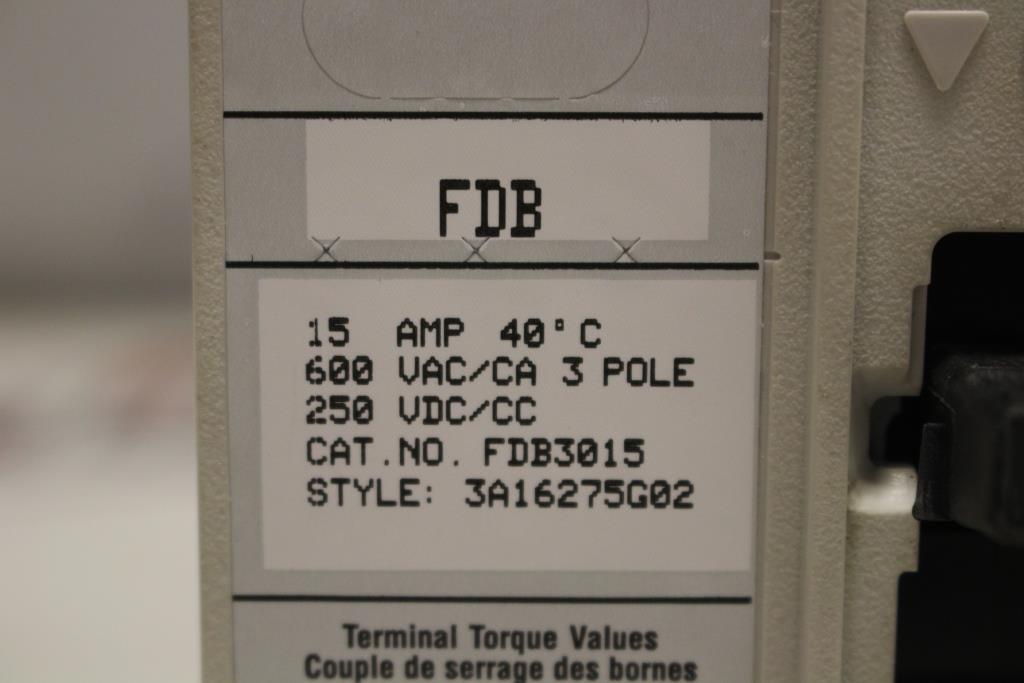 FDB
15 AMP 40°C
600 VAC/CA 3 POLE
250 VDC/CC
CAT.NO. FDB3015
STYLE: 3A16275G02
Terminal Torque Values
Couple de serrage des bornes